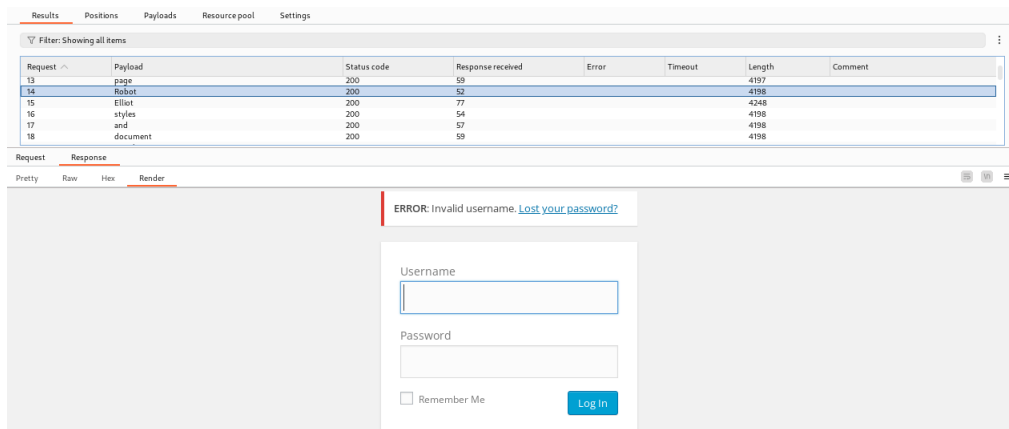 Results Positions Payloads Resource pool Settings
Filter: Showing all items
Request Payload Status code Response received Error Timeout Length Comment
13 page 200 59 4197
14 Robot 200 52 4198
15 Elliot 200 77 4248
16 styles 200 54 4198
17 and 200 57 4198
18 document 200 59 4198
Request Response
Pretty Raw Hex Render
ERROR: Invalid username. Lost your password?
Username
Password
Remember Me Log In